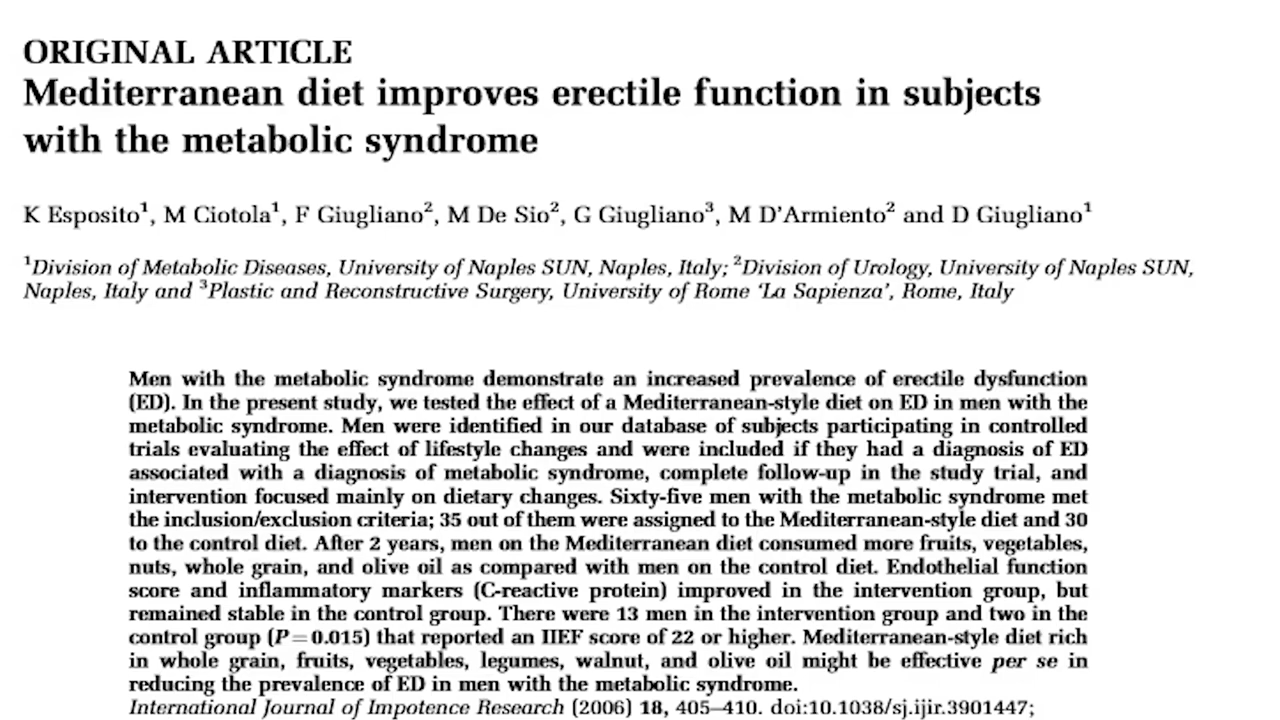 ORIGINAL ARTICLE
Mediterranean diet improves erectile function in subjects
with the metabolic syndrome
K Esposito¹, M Ciotola¹, F Giugliano², M De Sio², G Giugliano³, M D'Armiento² and D Giugliano¹
¹Division of Metabolic Diseases, University of Naples SUN, Naples, Italy; ²Division of Urology, University of Naples SUN,
Naples, Italy and ³Plastic and Reconstructive Surgery, University of Rome 'La Sapienza', Rome, Italy
Men with the metabolic syndrome demonstrate an increased prevalence of erectile dysfunction
(ED). In the present study, we tested the effect of a Mediterranean-style diet on ED in men with the
metabolic syndrome. Men were identified in our database of subjects participating in controlled
trials evaluating the effect of lifestyle changes and were included if they had a diagnosis of ED
associated with a diagnosis of metabolic syndrome, complete follow-up in the study trial, and
intervention focused mainly on dietary changes. Sixty-five men with the metabolic syndrome met
the inclusion/exclusion criteria; 35 out of them were assigned to the Mediterranean-style diet and 30
to the control diet. After 2 years, men on the Mediterranean diet consumed more fruits, vegetables,
nuts, whole grain, and olive oil as compared with men on the control diet. Endothelial function
score and inflammatory markers (C-reactive protein) improved in the intervention group, but
remained stable in the control group. There were 13 men in the intervention group and two in the
control group (P = 0.015) that reported an IIEF score of 22 or higher. Mediterranean-style diet rich
in whole grain, fruits, vegetables, legumes, walnut, and olive oil might be effective per se in
reducing the prevalence of ED in men with the metabolic syndrome.
International Journal of Impotence Research (2006) 18, 405–410. doi:10.1038/sj.ijir.3901447;